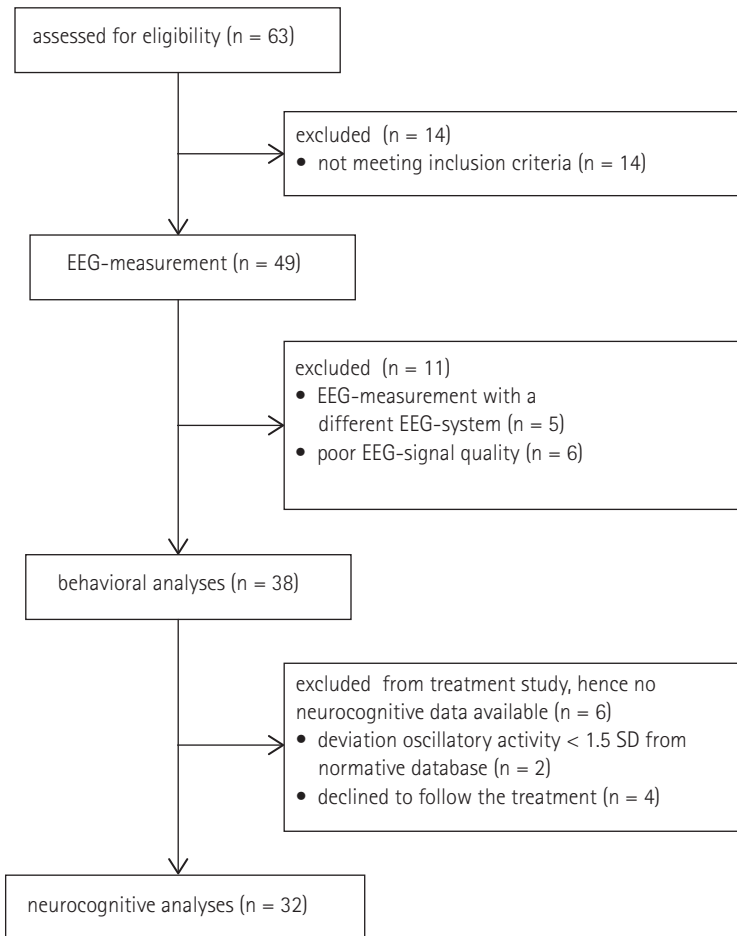 assessed for eligibility (n = 63)
excluded (n = 14)
• not meeting inclusion criteria (n = 14)
EEG-measurement (n = 49)
excluded (n = 11)
• EEG-measurement with a
different EEG-system (n = 5)
• poor EEG-signal quality (n = 6)
behavioral analyses (n = 38)
excluded from treatment study, hence no
neurocognitive data available (n = 6)
• deviation oscillatory activity < 1.5 SD from
normative database (n = 2)
• declined to follow the treatment (n = 4)
neurocognitive analyses (n = 32)